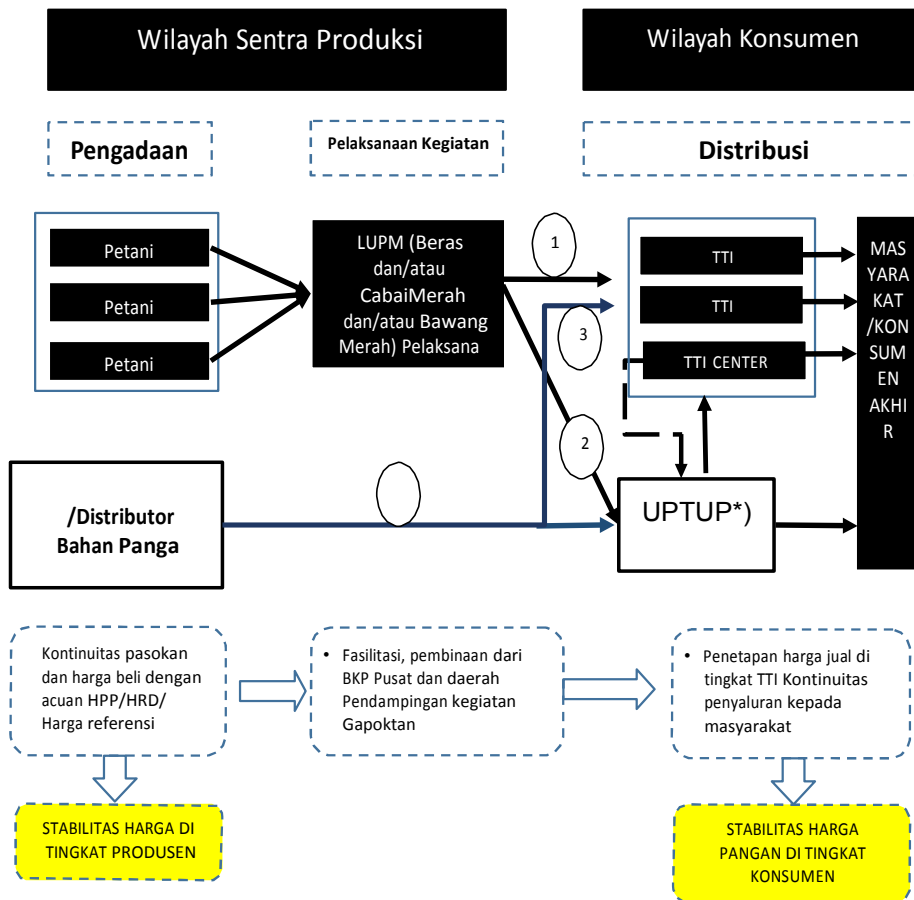 Wilayah Sentra Produksi
Wilayah Konsumen
Pengadaan
Pelaksanaan Kegiatan
Distribusi
Petani
Petani
Petani
LUPM (Beras
dan/atau
CabaiMerah
dan/atau Bawang
Merah) Pelaksana
1
3
2
TTI
TTI
TTI CENTER
MAS
YARA
KAT
/KON
SUM
EN
AKHI
R
/Distributor
Bahan Panga
UPTUP*)
Kontinuitas pasokan
dan harga beli dengan
acuan HPP/HRD/
Harga referensi
• Fasilitasi, pembinaan dari
BKP Pusat dan daerah
Pendampingan kegiatan
Gapoktan
• Penetapan harga jual di
tingkat TTI Kontinuitas
penyaluran kepada
masyarakat
STABILITAS HARGA DI
TINGKAT PRODUSEN
STABILITAS HARGA
PANGAN DI TINGKAT
KONSUMEN